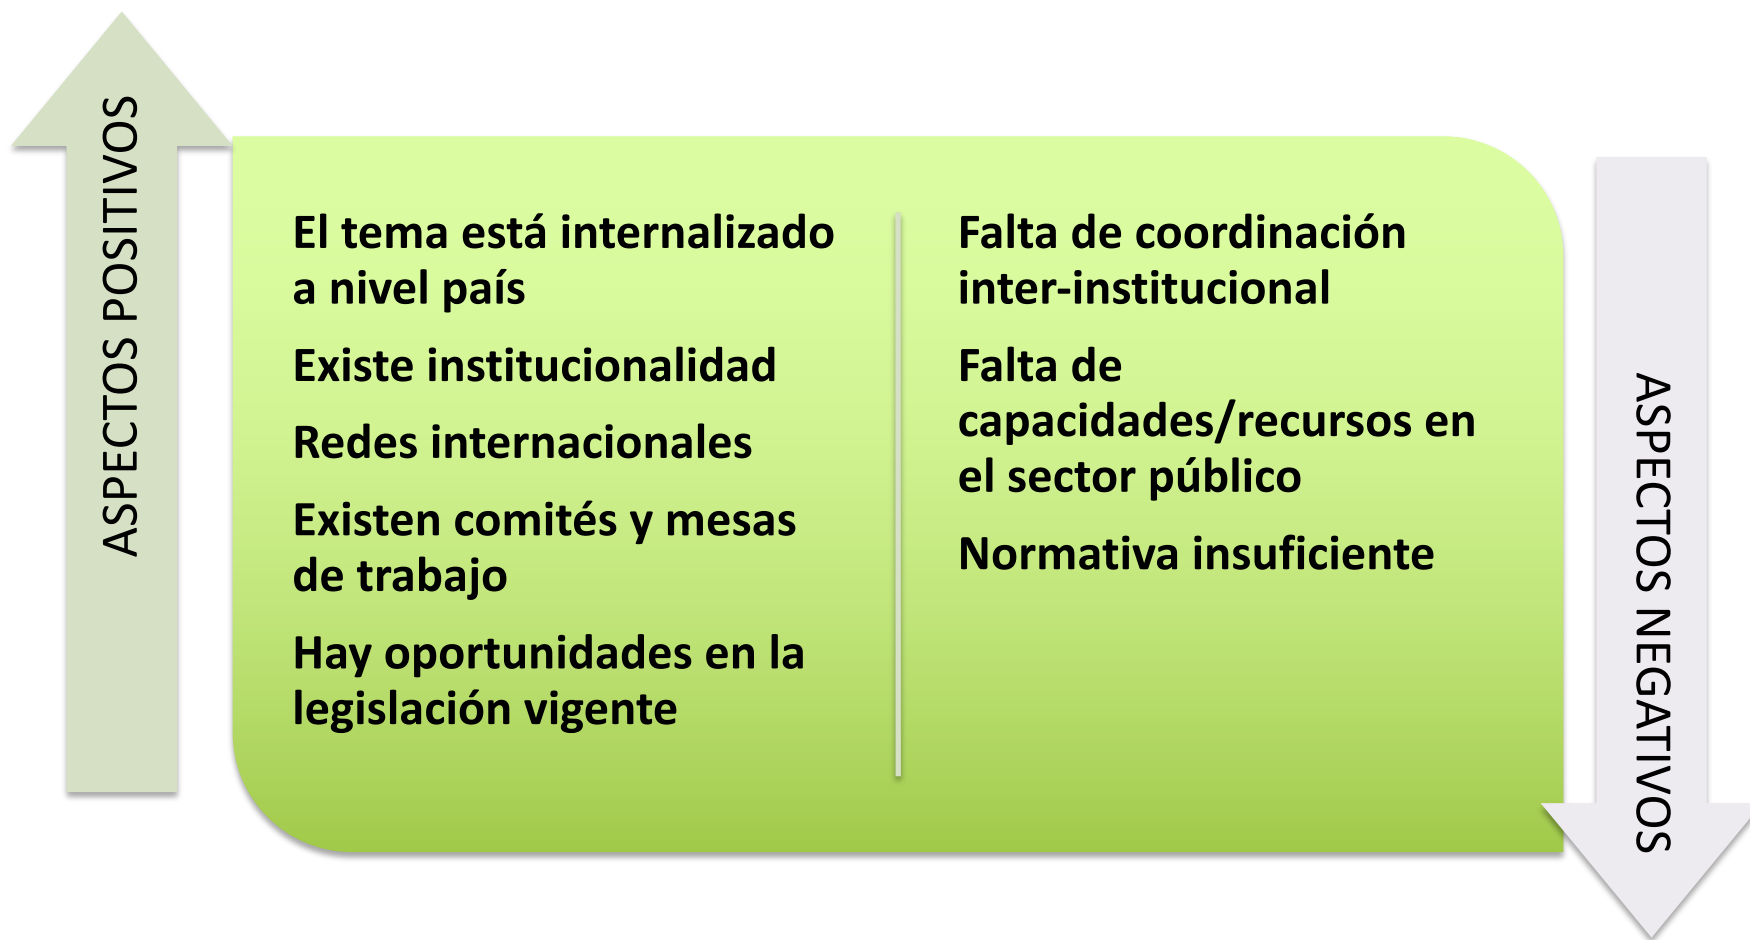 ASPECTOS POSITIVOS
El tema está internalizado
a nivel país
Existe institucionalidad
Redes internacionales
Existen comités y mesas
de trabajo
Hay oportunidades en la
legislación vigente
Falta de coordinación
inter-institucional
Falta de
capacidades/recursos en
el sector público
Normativa insuficiente
ASPECTOS NEGATIVOS